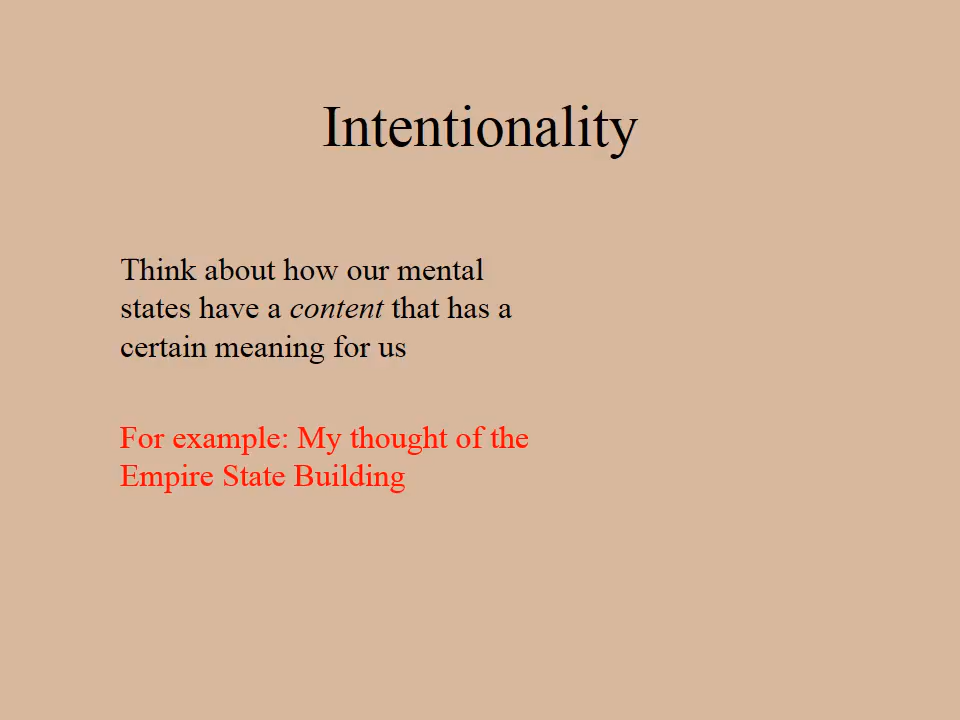 Intentionality
Think about how our mental
states have a content that has a
certain meaning for us
For example: My thought of the
Empire State Building